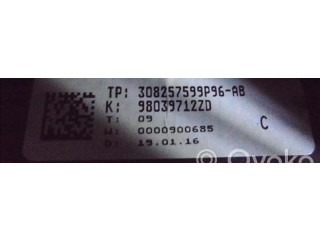 TP: 308257599P96-AB
K: 98039712ZD
T: 09
W: 0000900685
C
D: 19.01.16
Ovoko